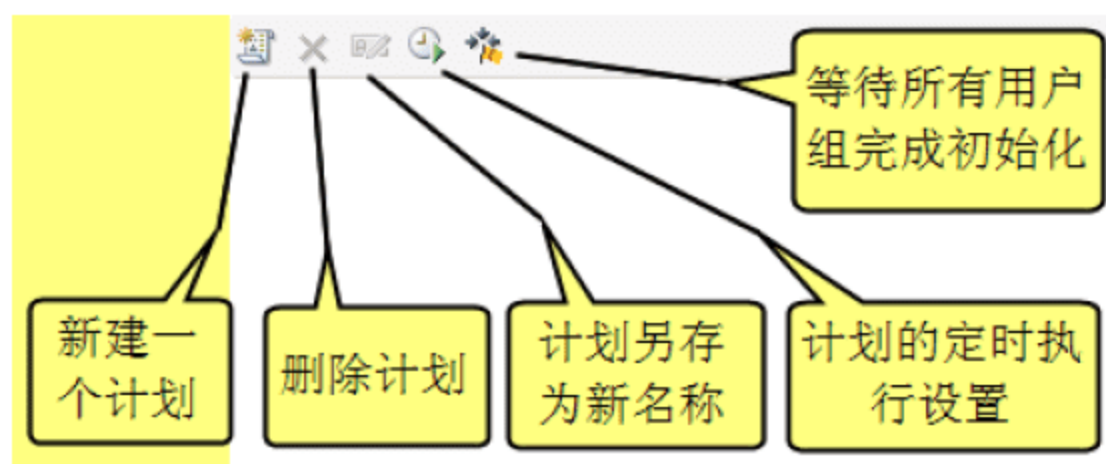 等待所有用户
组完成初始化
新建一
个计划
删除计划
计划另存
为新名称
计划的定时执
行设置